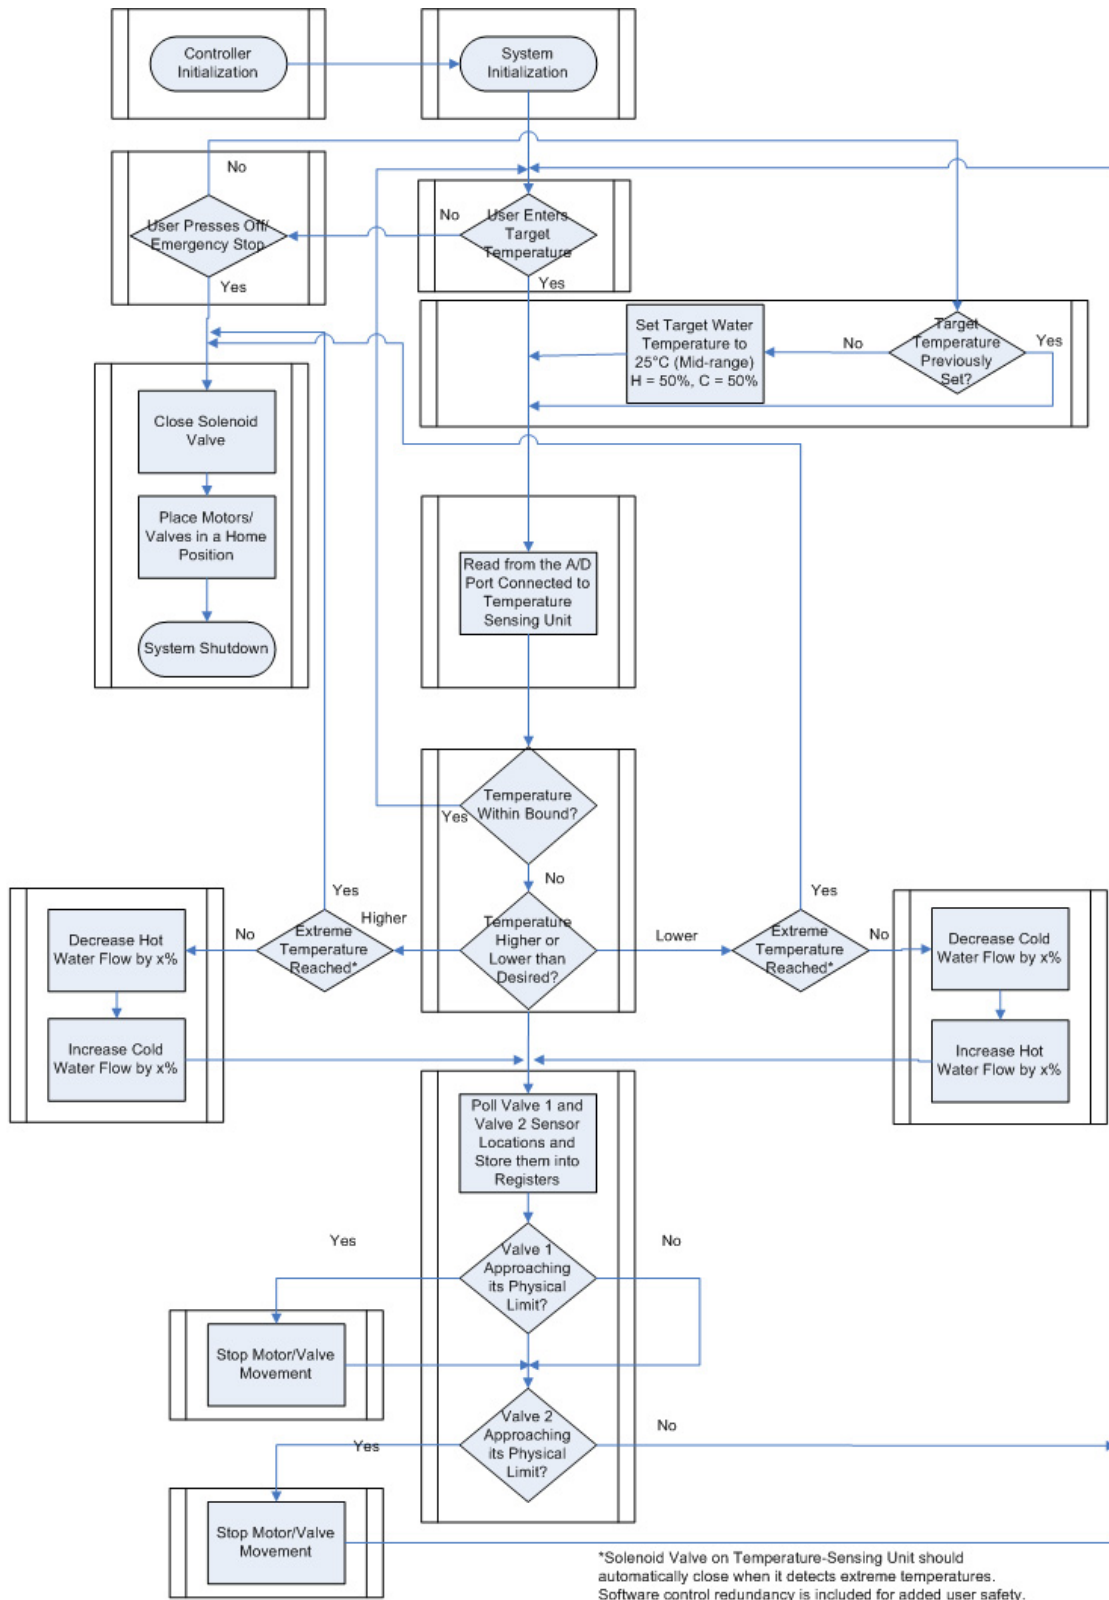 Controller
Initialization
System
Initialization
No
User Presses Off/
Emergency Stop
Yes
No
User Enters
Target
Temperature
Yes
Set Target Water
Temperature to
25°C (Mid-range)
H = 50%, C = 50%
No
Target
Temperature
Previously
Set?
Yes
Close Solenoid
Valve
Place Motors/
Valves in a Home
Position
System Shutdown
Read from the A/D
Port Connected to
Temperature
Sensing Unit
Temperature
Within Bound?
Yes
No
Temperature
Higher or
Lower than
Desired?
Higher
Lower
Yes
Extreme
Temperature
Reached*
No
Decrease Hot
Water Flow by x%
Increase Cold
Water Flow by x%
Yes
Extreme
Temperature
Reached*
No
Decrease Cold
Water Flow by x%
Increase Hot
Water Flow by x%
Poll Valve 1 and
Valve 2 Sensor
Locations and
Store them into
Registers
Yes
Valve 1
Approaching
its Physical
Limit?
No
Stop Motor/Valve
Movement
Yes
Valve 2
Approaching
its Physical
Limit?
No
Stop Motor/Valve
Movement
*Solenoid Valve on Temperature-Sensing Unit should
automatically close when it detects extreme temperatures.
Software control redundancy is included for added user safety.